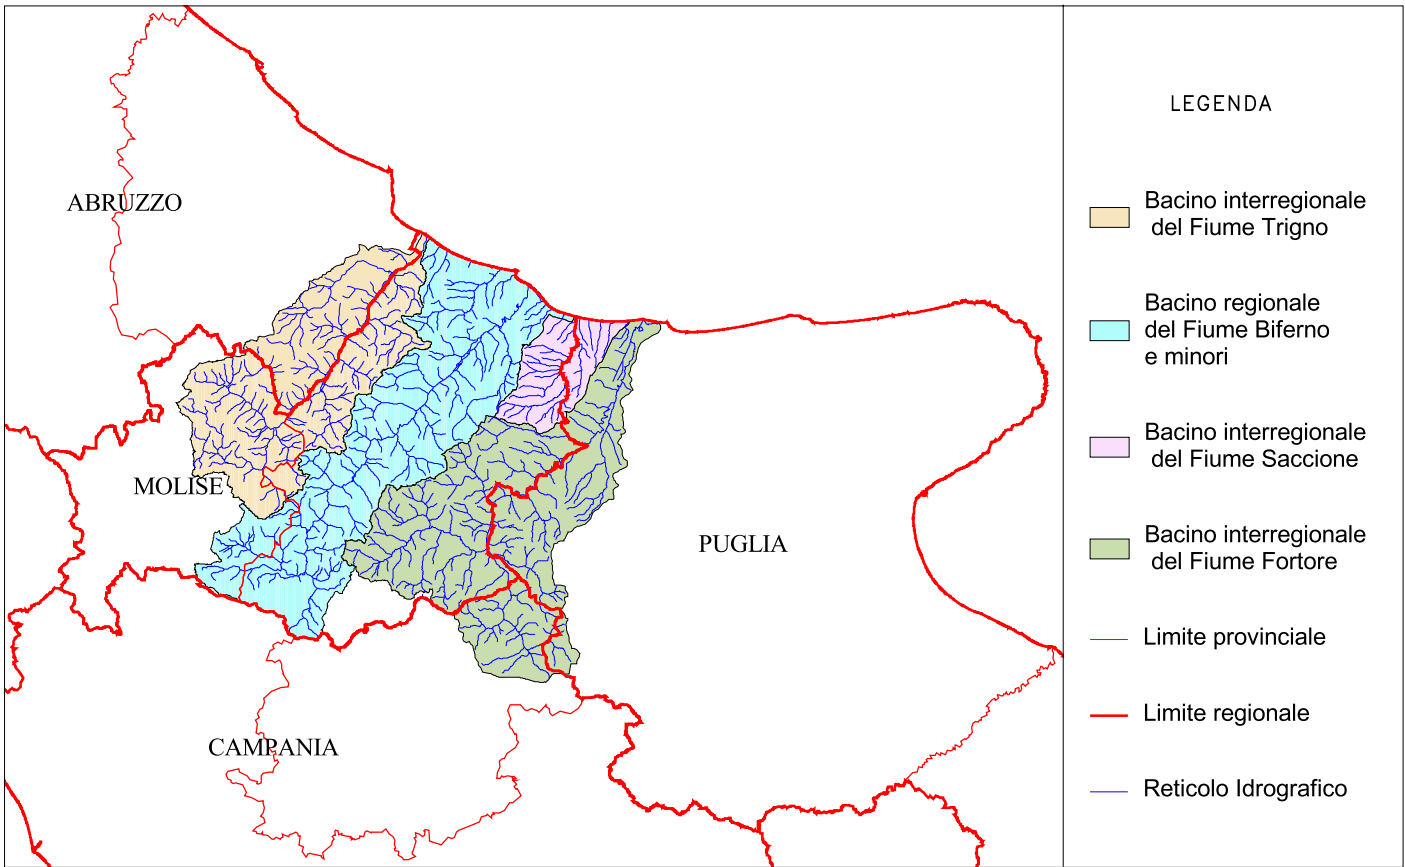 ABRUZZO
MOLISE
PUGLIA
CAMPANIA
LEGENDA
Bacino interregionale
del Fiume Trigno
Bacino regionale
del Fiume Biferno
e minori
Bacino interregionale
del Fiume Saccione
Bacino interregionale
del Fiume Fortore
Limite provinciale
Limite regionale
Reticolo Idrografico